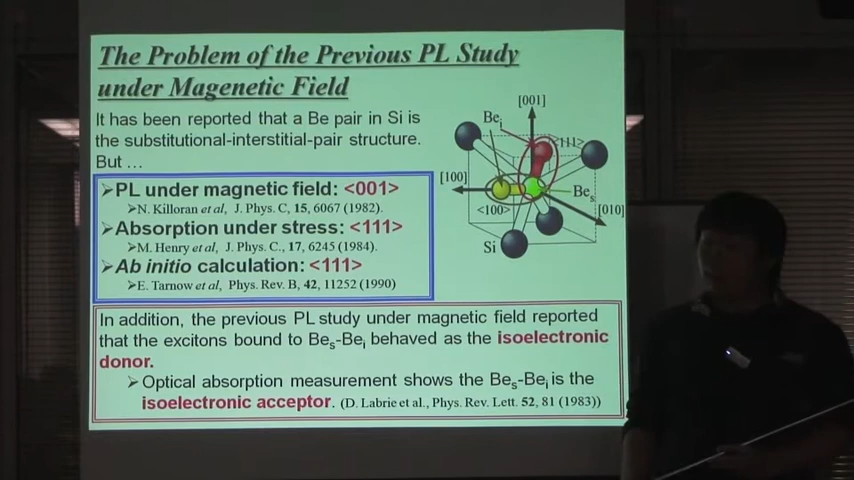 The Problem of the Previous PL Study
under Magenetic Field
It has been reported that a Be pair in Si is
the substitutional-interstitial-pair structure.
But ...
➢PL under magnetic field: <001>
➢N. Killoran et al, J. Phys. C, 15, 6067 (1982).
➢Absorption under stress: <111>
➢M. Henry et al, J. Phys. C., 17, 6245 (1984).
➢Ab initio calculation: <111>
➢E. Tarnow et al, Phys. Rev. B, 42, 11252 (1990)
[001]
Bei
<111>
[100]
Bes
<100>
[010]
Si
In addition, the previous PL study under magnetic field reported
that the excitons bound to Bes-Bei behaved as the isoelectronic
donor.
➢ Optical absorption measurement shows the Bes-Bei is the
isoelectronic acceptor. (D. Labrie et al., Phys. Rev. Lett. 52, 81 (1983))